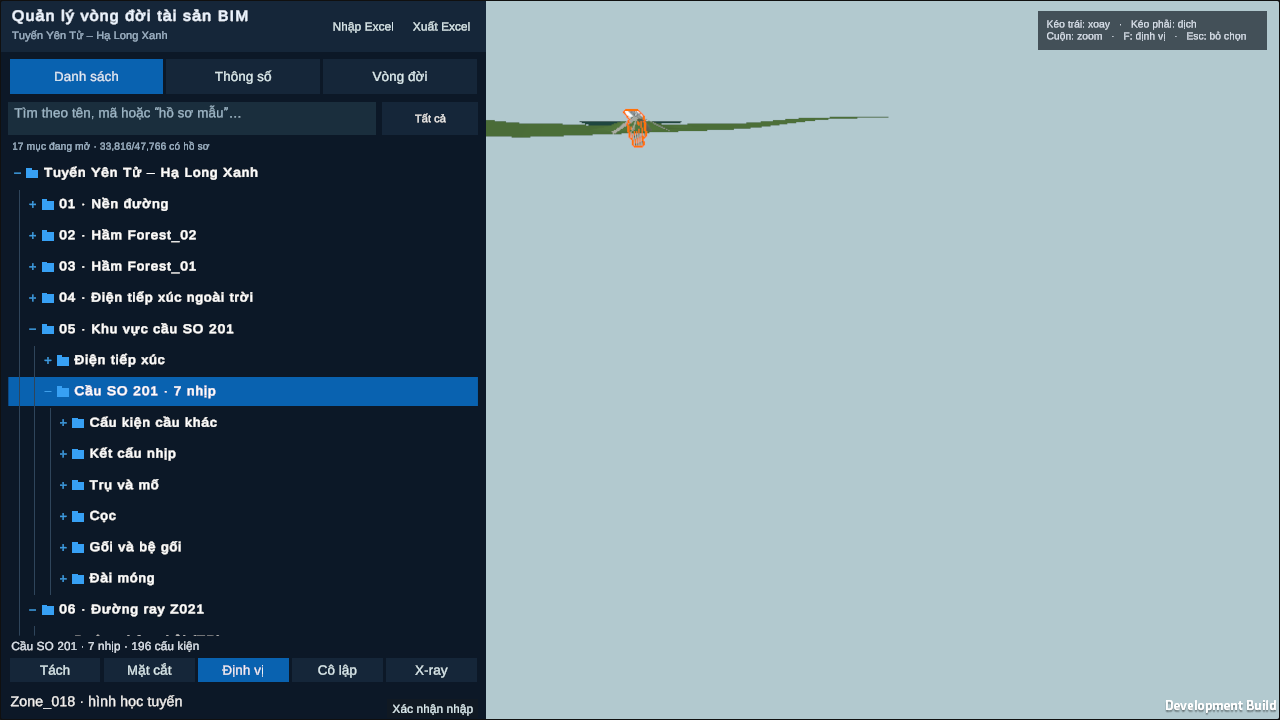 Quản lý vòng đời tài sản BIM
Tuyến Yên Tử – Hạ Long Xanh
Nhập Excel
Xuất Excel
Danh sách
Thông số
Vòng đời
Tìm theo tên, mã hoặc "hồ sơ mẫu"...
Tất cả
17 mục đang mở · 33,816/47,766 có hồ sơ
– Tuyến Yên Tử – Hạ Long Xanh
+ 01 · Nền đường
+ 02 · Hầm Forest_02
+ 03 · Hầm Forest_01
+ 04 · Điện tiếp xúc ngoài trời
– 05 · Khu vực cầu SO 201
+ Điện tiếp xúc
– Cầu SO 201 · 7 nhịp
+ Cấu kiện cầu khác
+ Kết cấu nhịp
+ Trụ và mố
+ Cọc
+ Gối và bệ gối
+ Đài móng
– 06 · Đường ray Z021
Cầu SO 201 · 7 nhịp · 196 cấu kiện
Tách
Mặt cắt
Định vị
Cô lập
X-ray
Zone_018 · hình học tuyến
Xác nhận nhập
Kéo trái: xoay · Kéo phải: dịch
Cuộn: zoom · F: định vị · Esc: bỏ chọn
Development Build